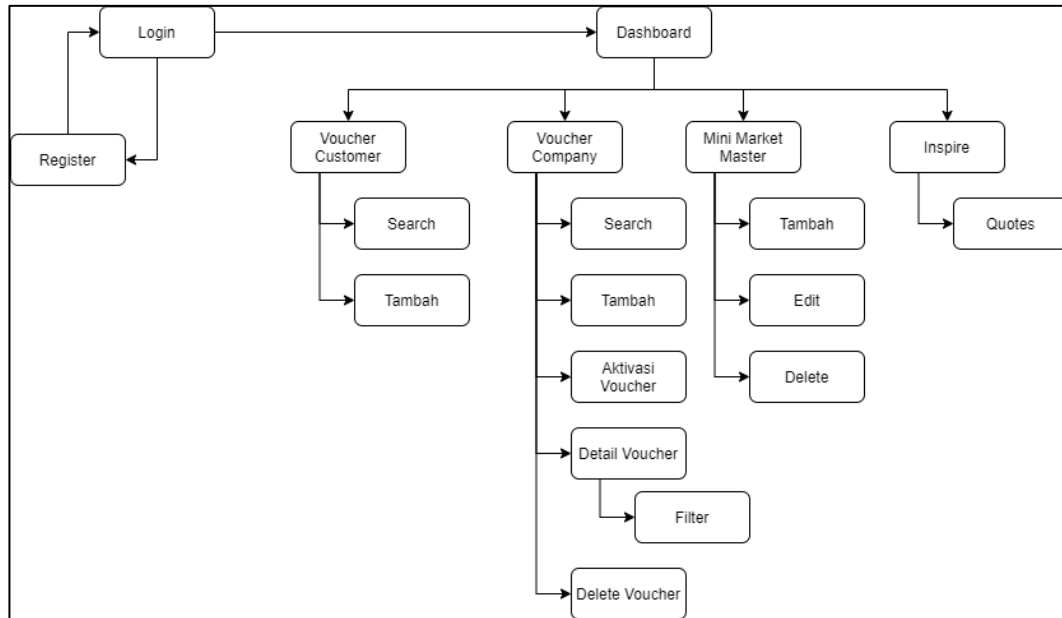 Login
Dashboard
Register
Voucher
Customer
Voucher
Company
Mini Market
Master
Inspire
Search
Search
Tambah
Quotes
Tambah
Tambah
Edit
Aktivasi
Voucher
Delete
Detail Voucher
Filter
Delete Voucher